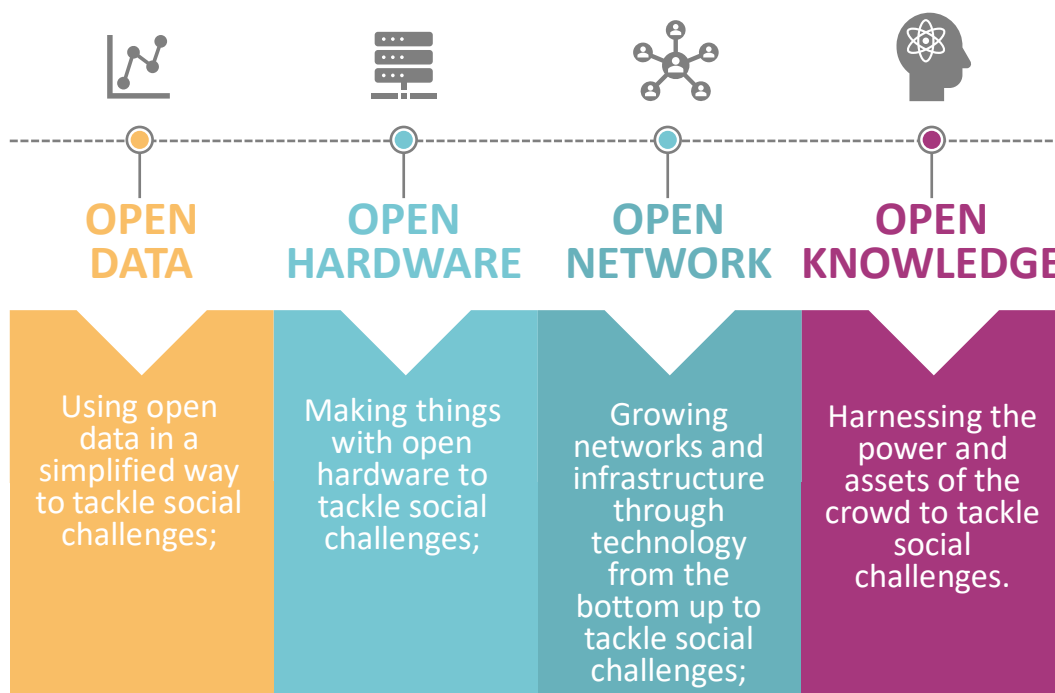 OPEN
DATA
Using open
data in a
simplified way
to tackle social
challenges;
OPEN
HARDWARE
Making things
with open
hardware to
tackle social
challenges;
OPEN
NETWORK
Growing
networks and
infrastructure
through
technology
from the
bottom up to
tackle social
challenges;
OPEN
KNOWLEDGE
Harnessing the
power and
assets of the
crowd to tackle
social
challenges.